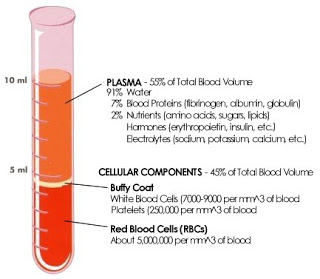 10 ml
PLASMA - 55% of Total Blood Volume
91% Water
7% Blood Proteins (fibrinogen, albumin, globulin)
2% Nutrients (amino acids, sugars, lipids)
Hormones (erythropoietin, insulin, etc.)
Electrolytes (sodium, potassium, calcium, etc.)
5 ml
CELLULAR COMPONENTS - 45% of Total Blood Volume
Buffy Coat
White Blood Cells (7000-9000 per mm^3 of blood
Platelets (250,000 per mm^3 of blood
Red Blood Cells (RBCs)
About 5,000,000 per mm^3 of blood